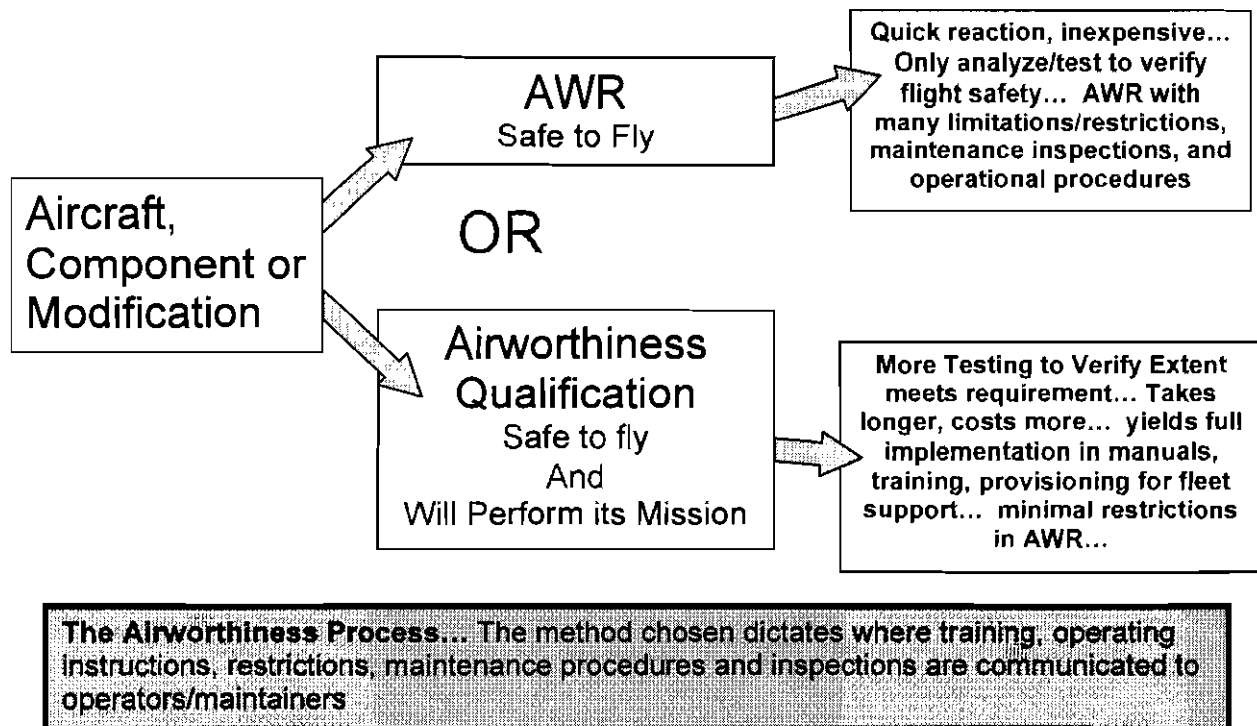 Aircraft,
Component or
Modification
AWR
Safe to Fly
Quick reaction, inexpensive...
Only analyze/test to verify
flight safety... AWR with
many limitations/restrictions,
maintenance inspections, and
operational procedures
OR
Airworthiness
Qualification
Safe to fly
And
Will Perform its Mission
More Testing to Verify Extent
meets requirement... Takes
longer, costs more... yields full
implementation in manuals,
training, provisioning for fleet
support... minimal restrictions
in AWR...
The Airworthiness Process... The method chosen dictates where training, operating
instructions, restrictions, maintenance procedures and inspections are communicated to
operators/maintainers